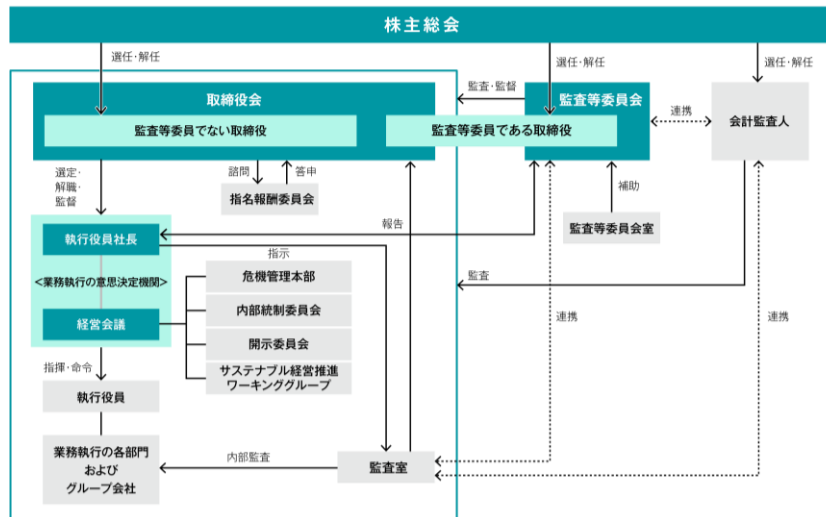 株主総会
選任・解任
選任・解任
選任・解任
取締役会
監査・監督
監査等委員会
監査等委員でない取締役
監査等委員である取締役
連携
会計監査人
選定・
解職・
監督
諮問
答申
指名報酬委員会
補助
監査等委員会室
報告
執行役員社長
指示
<業務執行の意思決定機関>
経営会議
危機管理本部
内部統制委員会
開示委員会
サステナブル経営推進
ワーキンググループ
監査
連携
連携
指揮・命令
執行役員
業務執行の各部門
および
グループ会社
内部監査
監査室